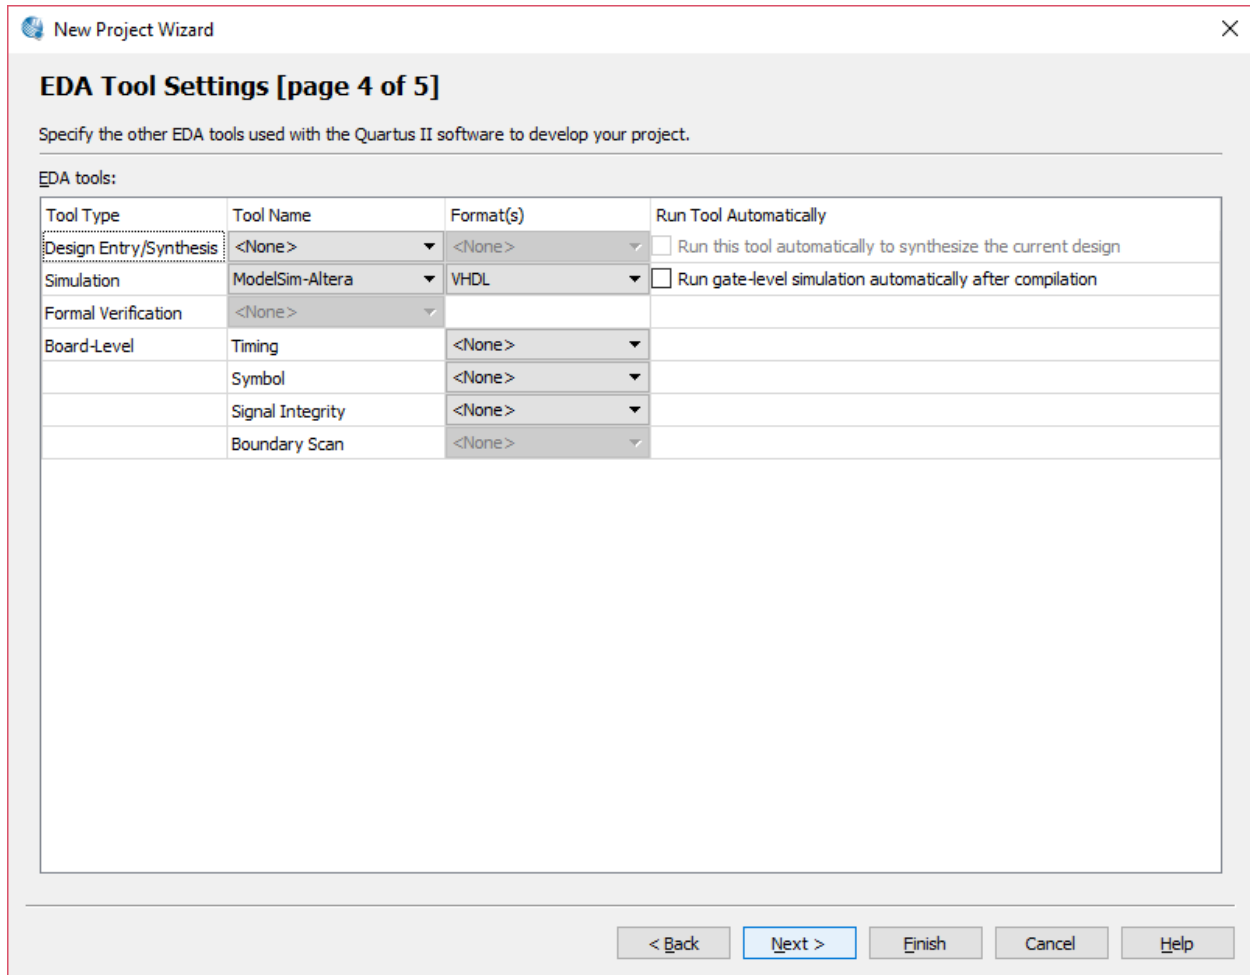 New Project Wizard
EDA Tool Settings [page 4 of 5]
Specify the other EDA tools used with the Quartus II software to develop your project.
EDA tools:
Tool Type Tool Name Format(s) Run Tool Automatically
Design Entry/Synthesis <None> <None> Run this tool automatically to synthesize the current design
Simulation ModelSim-Altera VHDL Run gate-level simulation automatically after compilation
Formal Verification <None>
Board-Level Timing <None>
Symbol <None>
Signal Integrity <None>
Boundary Scan <None>
< Back Next > Finish Cancel Help